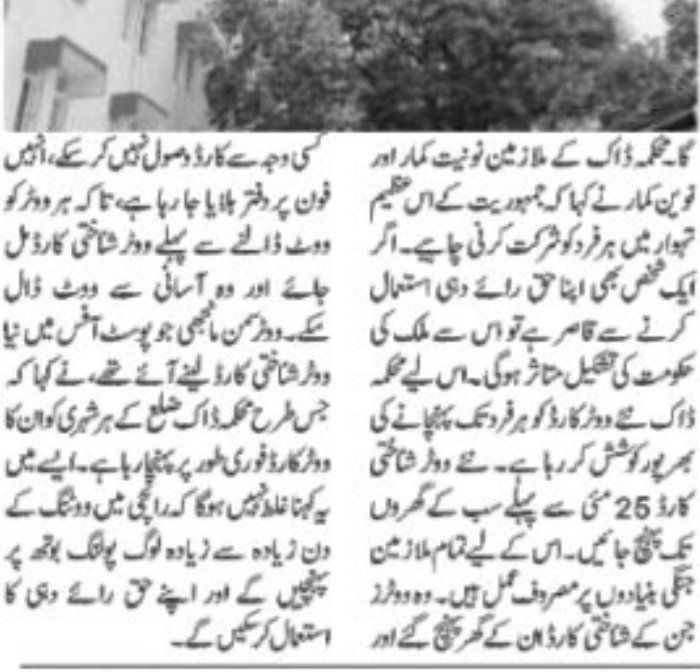 گا۔محکمہ ڈاک کے ملازمین نونیت کمار اور
نوین کمار نے کہا کہ جمہوریت کے اس عظیم
تہوار میں ہر فرد کو شرکت کرنی چاہیے۔ اگر
ایک شخص بھی اپنا حق رائے دہی استعمال
کرنے سے قاصر ہے تو اس سے ملک کی
حکومت کی تشکیل متاثر ہوگی۔ اس لیے محکمہ
ڈاک نئے ووٹر کارڈ کو ہر فرد تک پہنچانے کی
بھرپور کوشش کر رہا ہے۔ نئے ووٹر شناختی
کارڈ 25 مئی سے پہلے سب کے گھروں
تک پہنچ جائیں۔ اس کے لیے تمام ملازمین
جنگی بنیادوں پر مصروف عمل ہیں۔ وہ ووٹرز
جن کے شناختی کارڈ ان کے گھر پہنچ گئے اور
کسی وجہ سے کارڈ وصول نہیں کر سکے، انہیں
فون پر دفتر بلایا جا رہا ہے، تاکہ ہر ووٹر کو
ووٹ ڈالنے سے پہلے ووٹر شناختی کارڈ مل
جائے اور وہ آسانی سے ووٹ ڈال
سکے۔ ووٹر سمن مانجھی جو پوسٹ آفس میں نیا
ووٹر شناختی کارڈ لینے آئے تھے، نے کہا کہ
جس طرح محکمہ ڈاک ضلع کے ہر شہری کو ان کا
ووٹر کارڈ فوری طور پر پہنچا رہا ہے۔ ایسے میں
یہ کہنا غلط نہیں ہوگا کہ رانچی میں ووٹنگ کے
دن زیادہ سے زیادہ لوگ پولنگ بوتھ پر
پہنچیں گے اور اپنے حق رائے دہی کا
استعمال کر سکیں گے۔